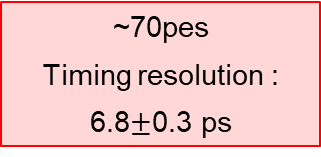 ~70pes
Timing resolution :
6.8±0.3 ps